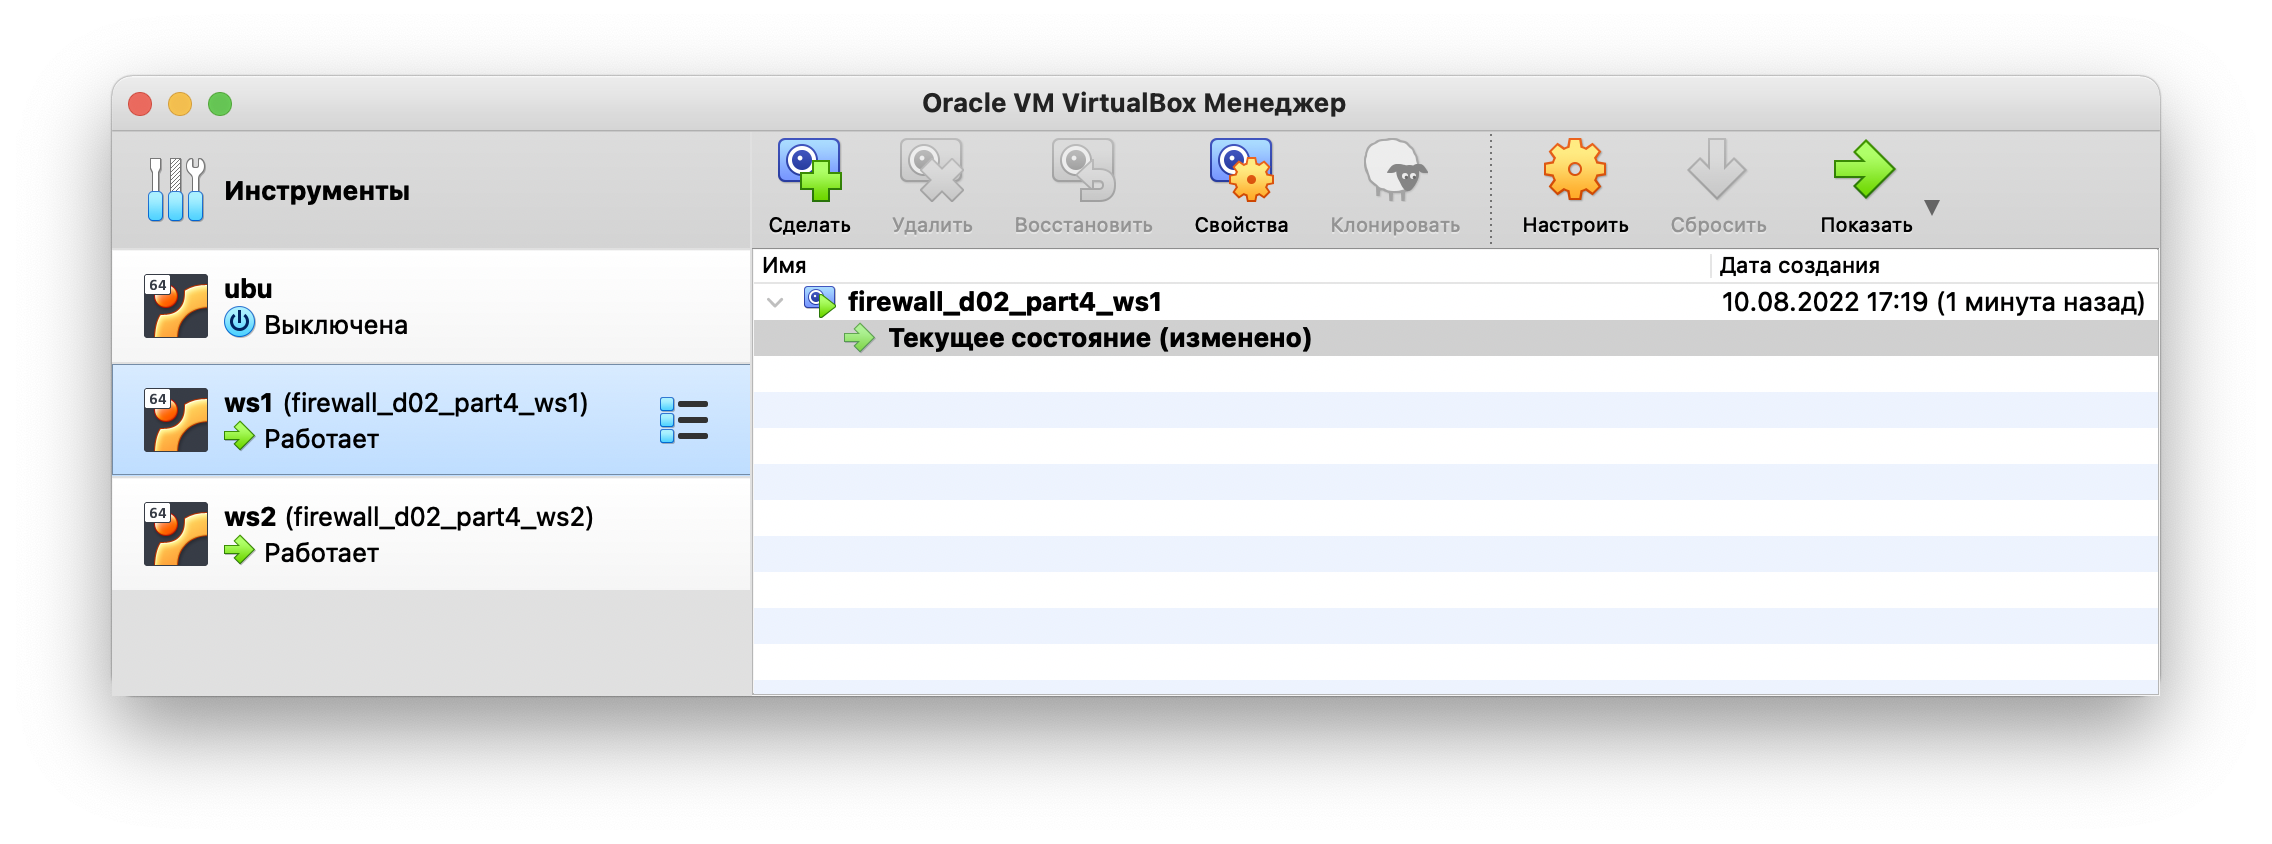 Oracle VM VirtualBox Менеджер
Инструменты
Сделать Удалить Восстановить Свойства Клонировать Настроить Сбросить Показать
64 ubu
Выключена
64 ws1 (firewall_d02_part4_ws1)
Работает
64 ws2 (firewall_d02_part4_ws2)
Работает
Имя Дата создания
firewall_d02_part4_ws1 10.08.2022 17:19 (1 минута назад)
Текущее состояние (изменено)